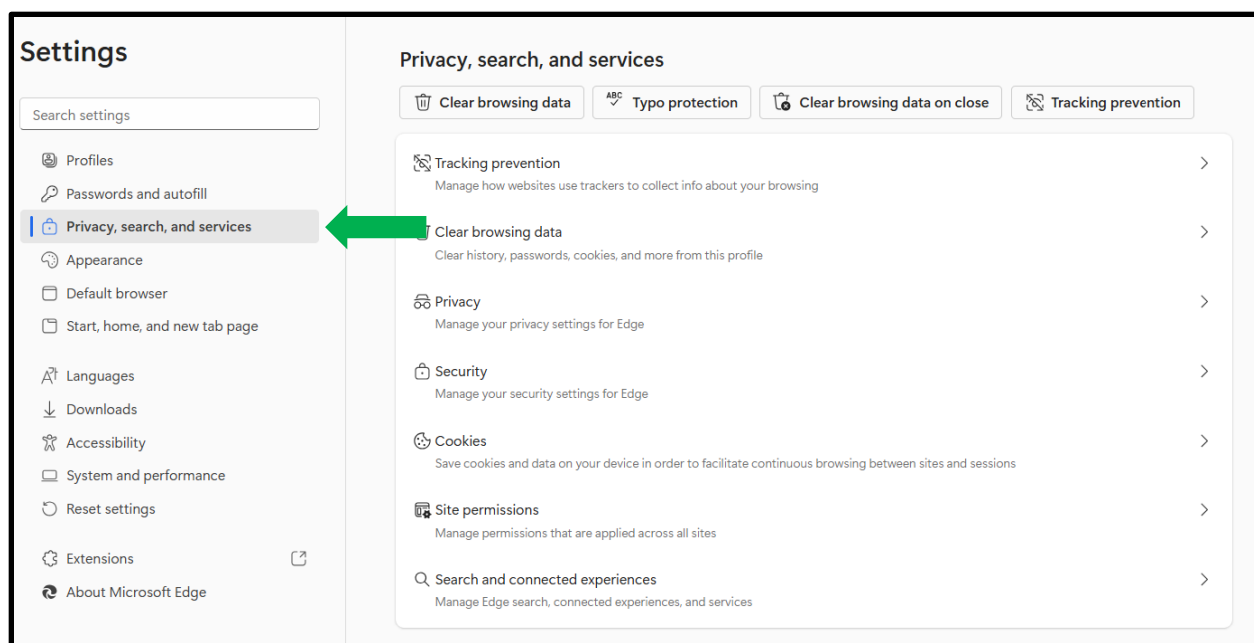 Settings
Search settings
Profiles
Passwords and autofill
Privacy, search, and services
Appearance
Default browser
Start, home, and new tab page
Languages
Downloads
Accessibility
System and performance
Reset settings
Extensions
About Microsoft Edge
Privacy, search, and services
Clear browsing data
ABC Typo protection
Clear browsing data on close
Tracking prevention
Tracking prevention
Manage how websites use trackers to collect info about your browsing
Clear browsing data
Clear history, passwords, cookies, and more from this profile
Privacy
Manage your privacy settings for Edge
Security
Manage your security settings for Edge
Cookies
Save cookies and data on your device in order to facilitate continuous browsing between sites and sessions
Site permissions
Manage permissions that are applied across all sites
Search and connected experiences
Manage Edge search, connected experiences, and services